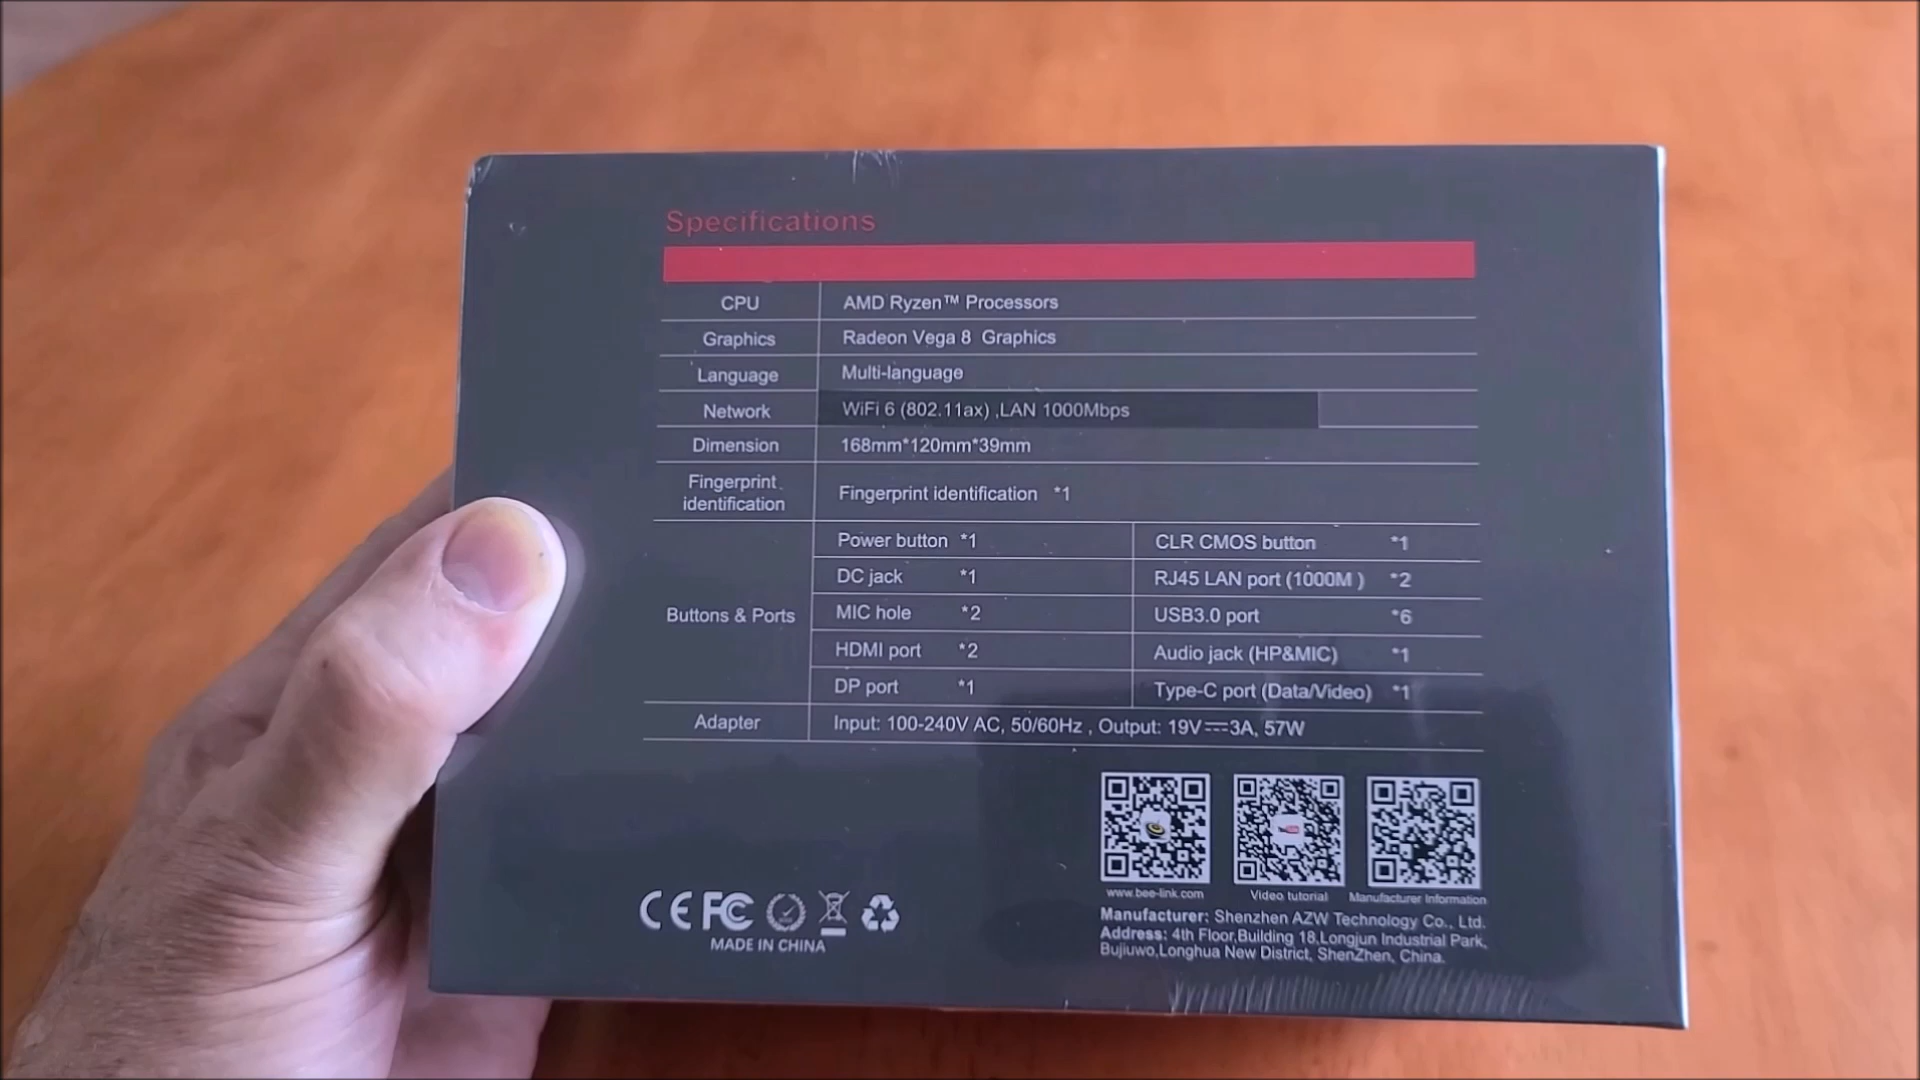 Specifications
CPU AMD Ryzen™ Processors
Graphics Radeon Vega 8 Graphics
Language Multi-language
Network WiFi 6 (802.11ax) ,LAN 1000Mbps
Dimension 168mm*120mm*39mm
Fingerprint
identification
Fingerprint identification *1
Buttons & Ports
Power button *1 CLR CMOS button *1
DC jack *1 RJ45 LAN port (1000M ) *2
MIC hole *2 USB3.0 port *6
HDMI port *2 Audio jack (HP&MIC) *1
DP port *1 Type-C port (Data/Video) *1
Adapter Input: 100-240V AC, 50/60Hz , Output: 19V⎓3A, 57W
www.bee-link.com Video tutorial Manufacturer Information
CE FC
MADE IN CHINA
Manufacturer: Shenzhen AZW Technology Co., Ltd.
Address: 4th Floor,Building 18,Longjun Industrial Park,
Bujiuwo,Longhua New District, ShenZhen, China.